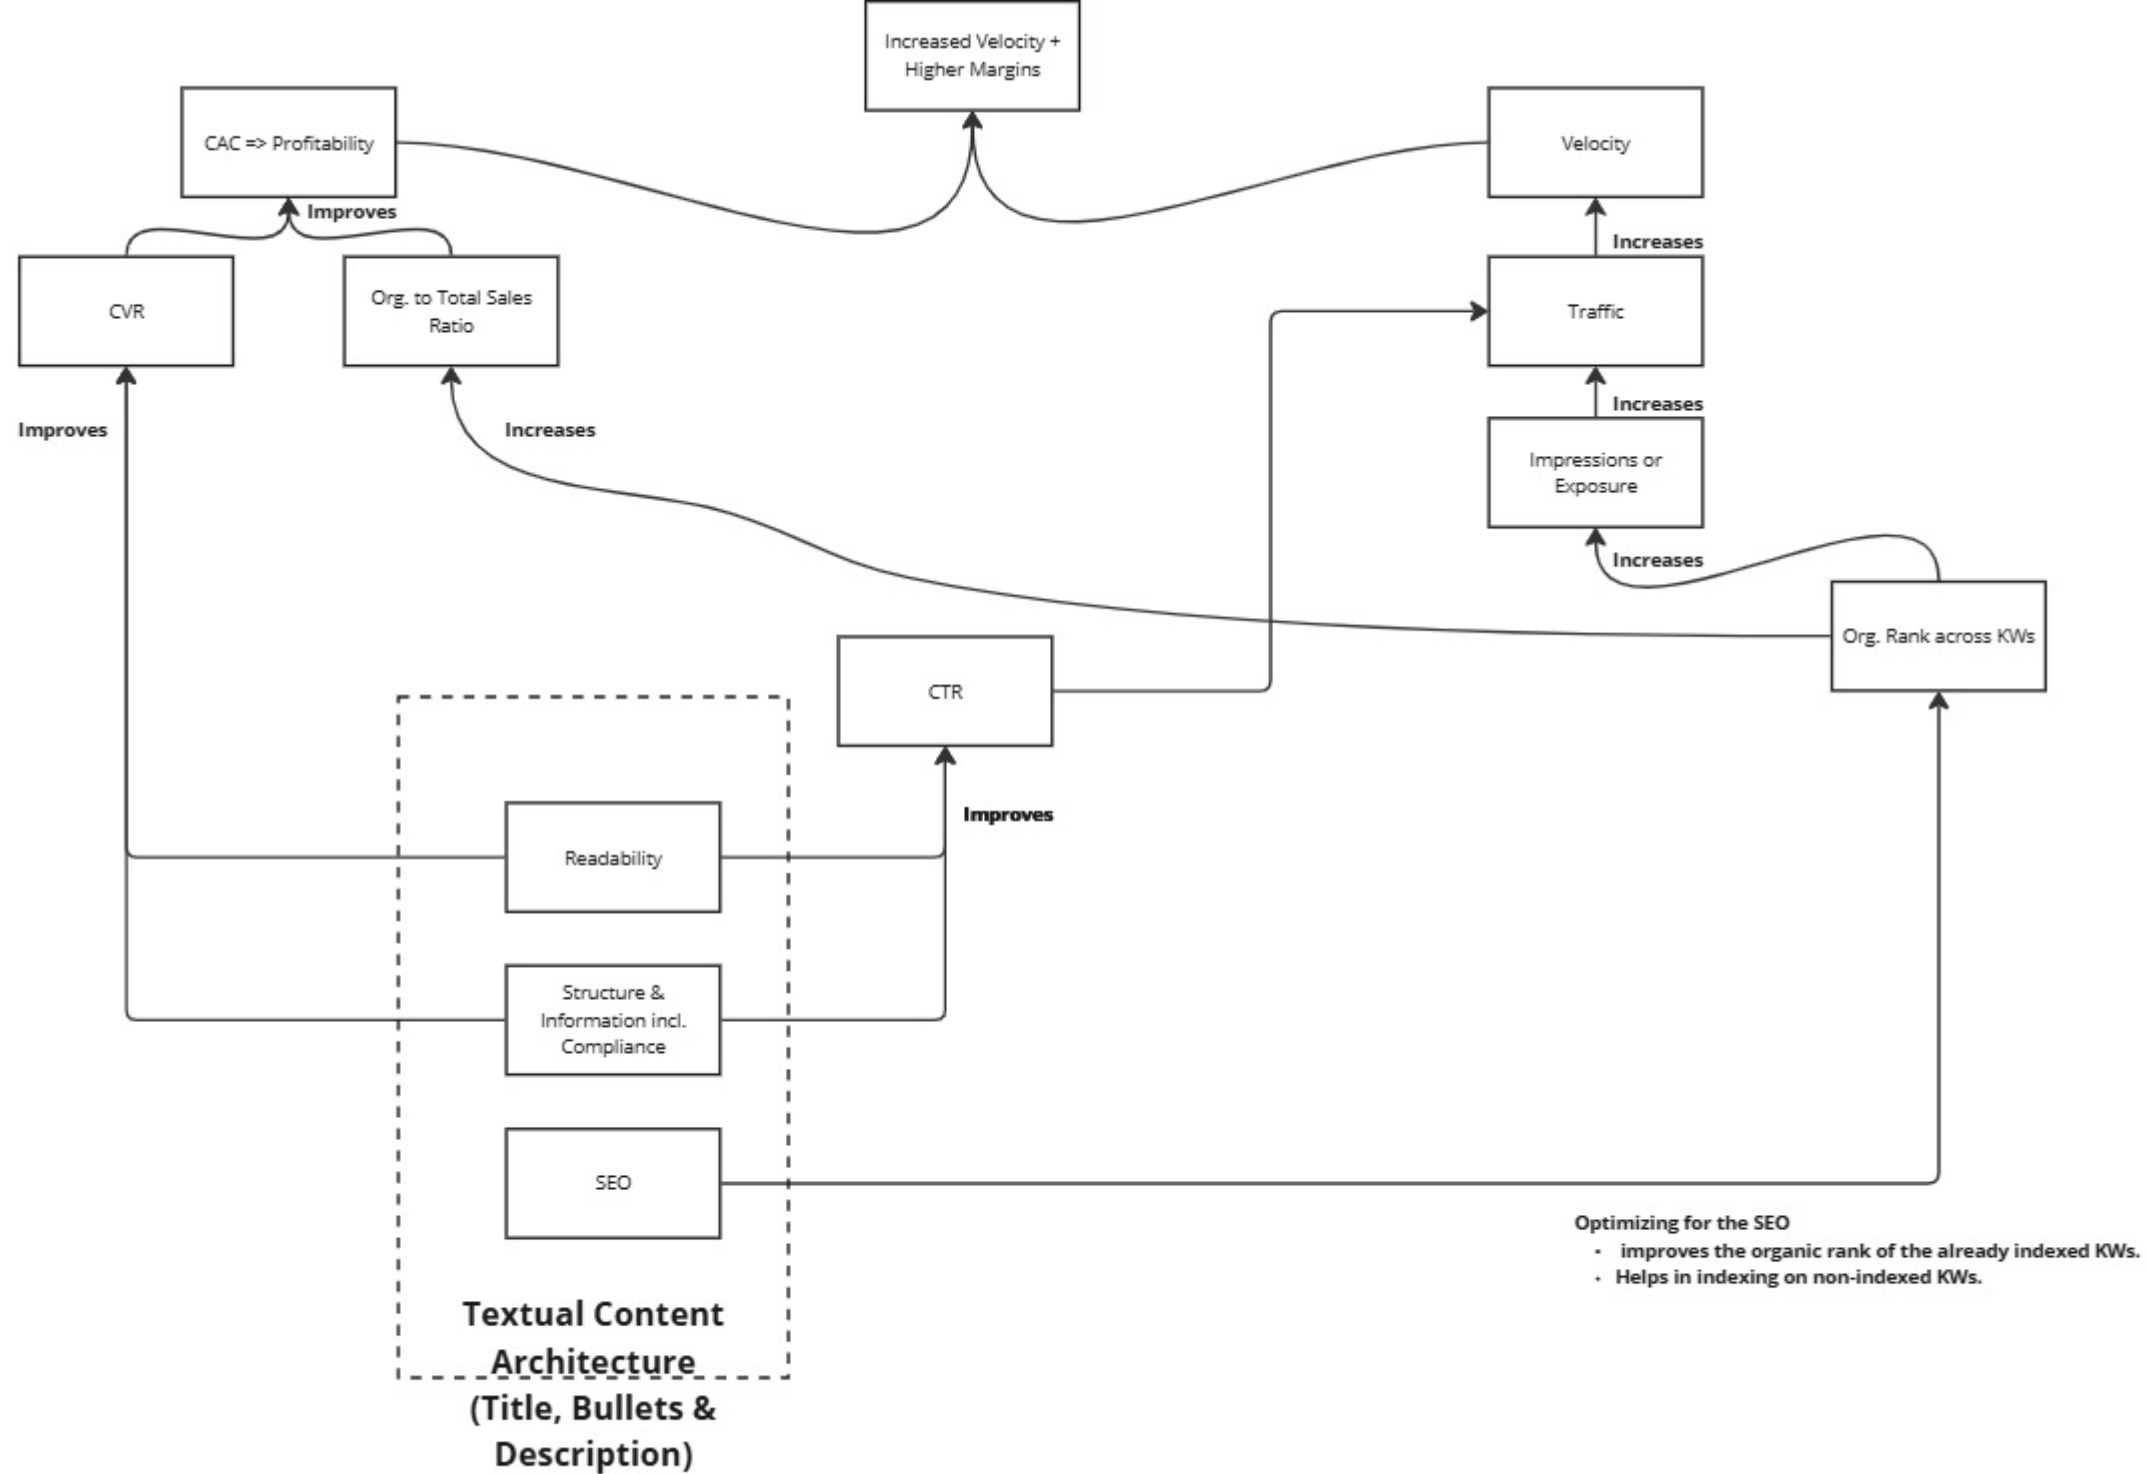 Increased Velocity +
Higher Margins
CAC => Profitability
Velocity
Improves
Increases
CVR
Org. to Total Sales
Ratio
Traffic
Improves
Increases
Increases
Impressions or
Exposure
Increases
Org. Rank across KWs
CTR
Improves
Readability
Structure &
Information incl.
Compliance
SEO
Optimizing for the SEO
• improves the organic rank of the already indexed KWs.
• Helps in indexing on non-indexed KWs.
Textual Content
Architecture
(Title, Bullets &
Description)